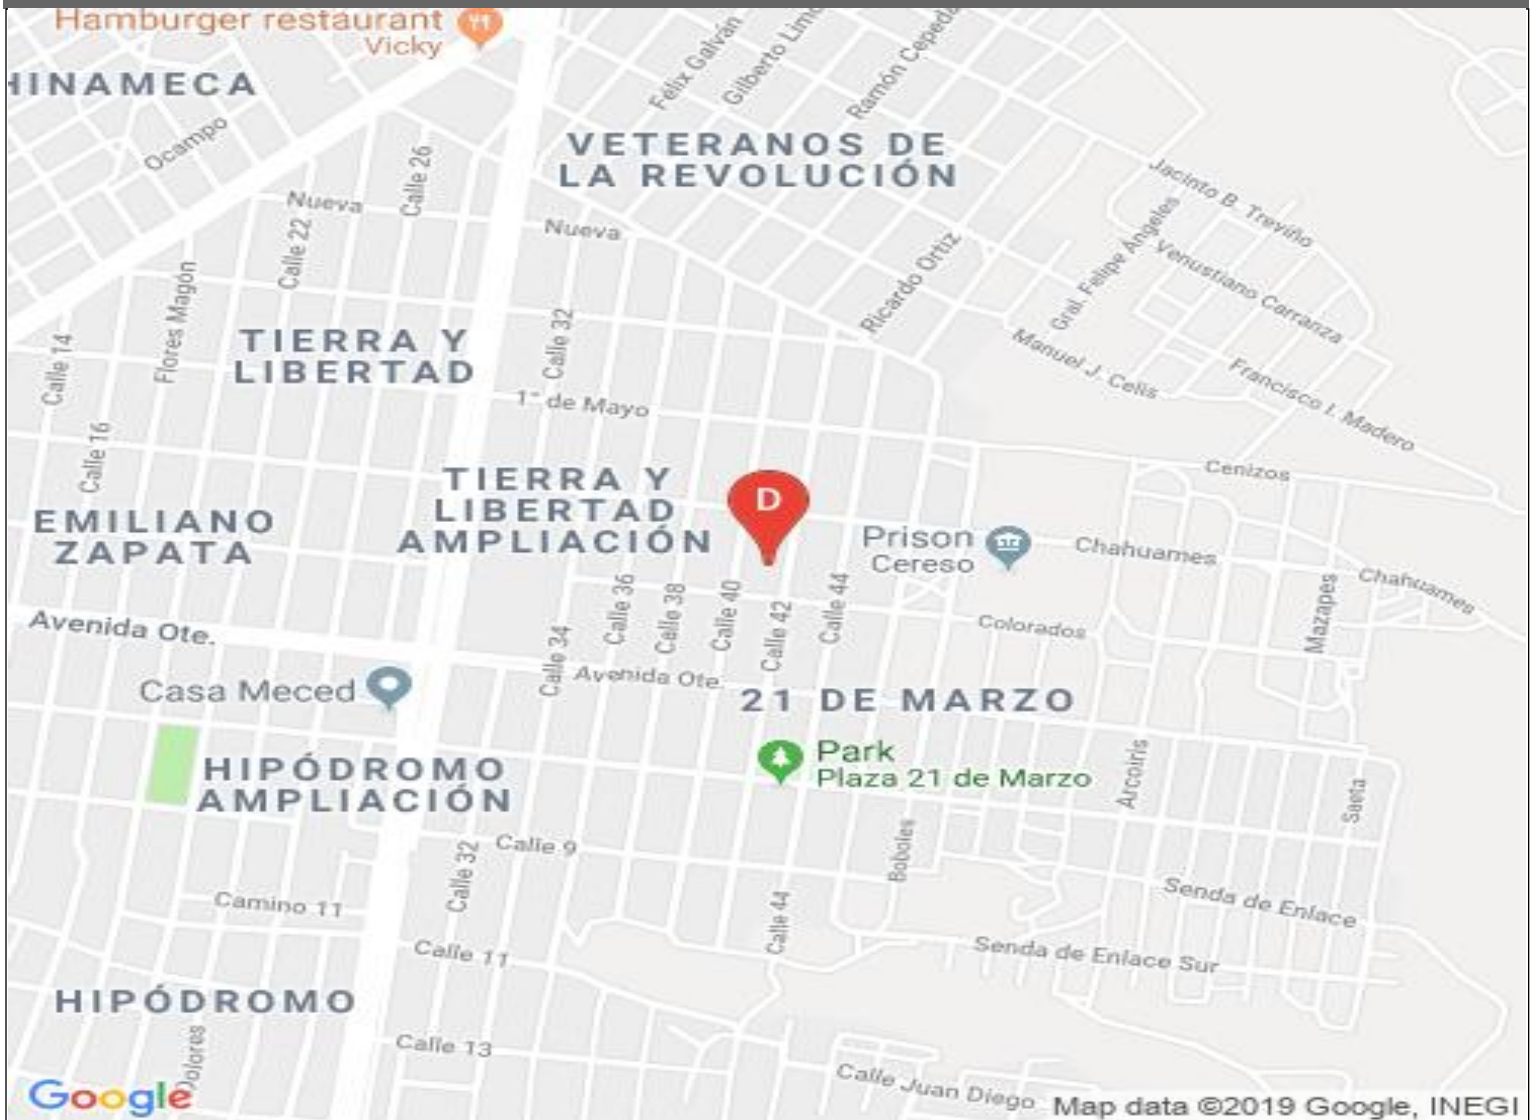 Hamburger restaurant
Vicky
HINAMECA
Ocampo
Calle 26
Félix Galván
Gilberto Limó
Ramón Cepeda
VETERANOS DE
LA REVOLUCIÓN
Jacinto B. Treviño
Nueva
Calle 22
Nueva
Ricardo Ortiz
Gral. Felipe Ángeles
Venustiano Carranza
Flores Magón
Calle 14
TIERRA Y
LIBERTAD
Calle 32
Manuel J. Celis
Francisco I. Madero
1° de Mayo
Calle 16
Cenizos
TIERRA Y
LIBERTAD
AMPLIACIÓN
D
EMILIANO
ZAPATA
Prison
Cereso
Chahuames
Chahuames
Mazapes
Calle 36
Calle 38
Calle 40
Calle 42
Calle 44
Colorados
Avenida Ote.
Calle 34
Avenida Ote.
Casa Meced
21 DE MARZO
Park
Plaza 21 de Marzo
Arcoiris
Saeta
HIPÓDROMO
AMPLIACIÓN
Calle 9
Boboles
Calle 32
Camino 11
Senda de Enlace
Calle 44
Calle 11
Senda de Enlace Sur
HIPÓDROMO
Dolores
Calle 13
Calle Juan Diego
Google
Map data ©2019 Google, INEGI